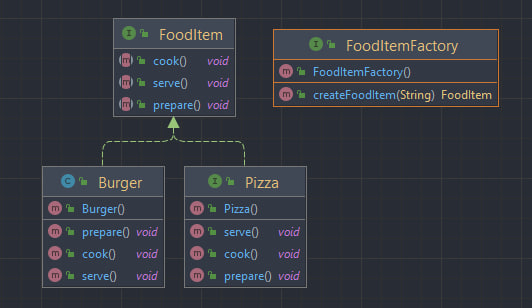 I FoodItem
m cook() void
m serve() void
m prepare() void
I FoodItemFactory
m FoodItemFactory()
m createFoodItem(String) FoodItem
C Burger
m Burger()
m prepare() void
m cook() void
m serve() void
I Pizza
m Pizza()
m serve() void
m cook() void
m prepare() void